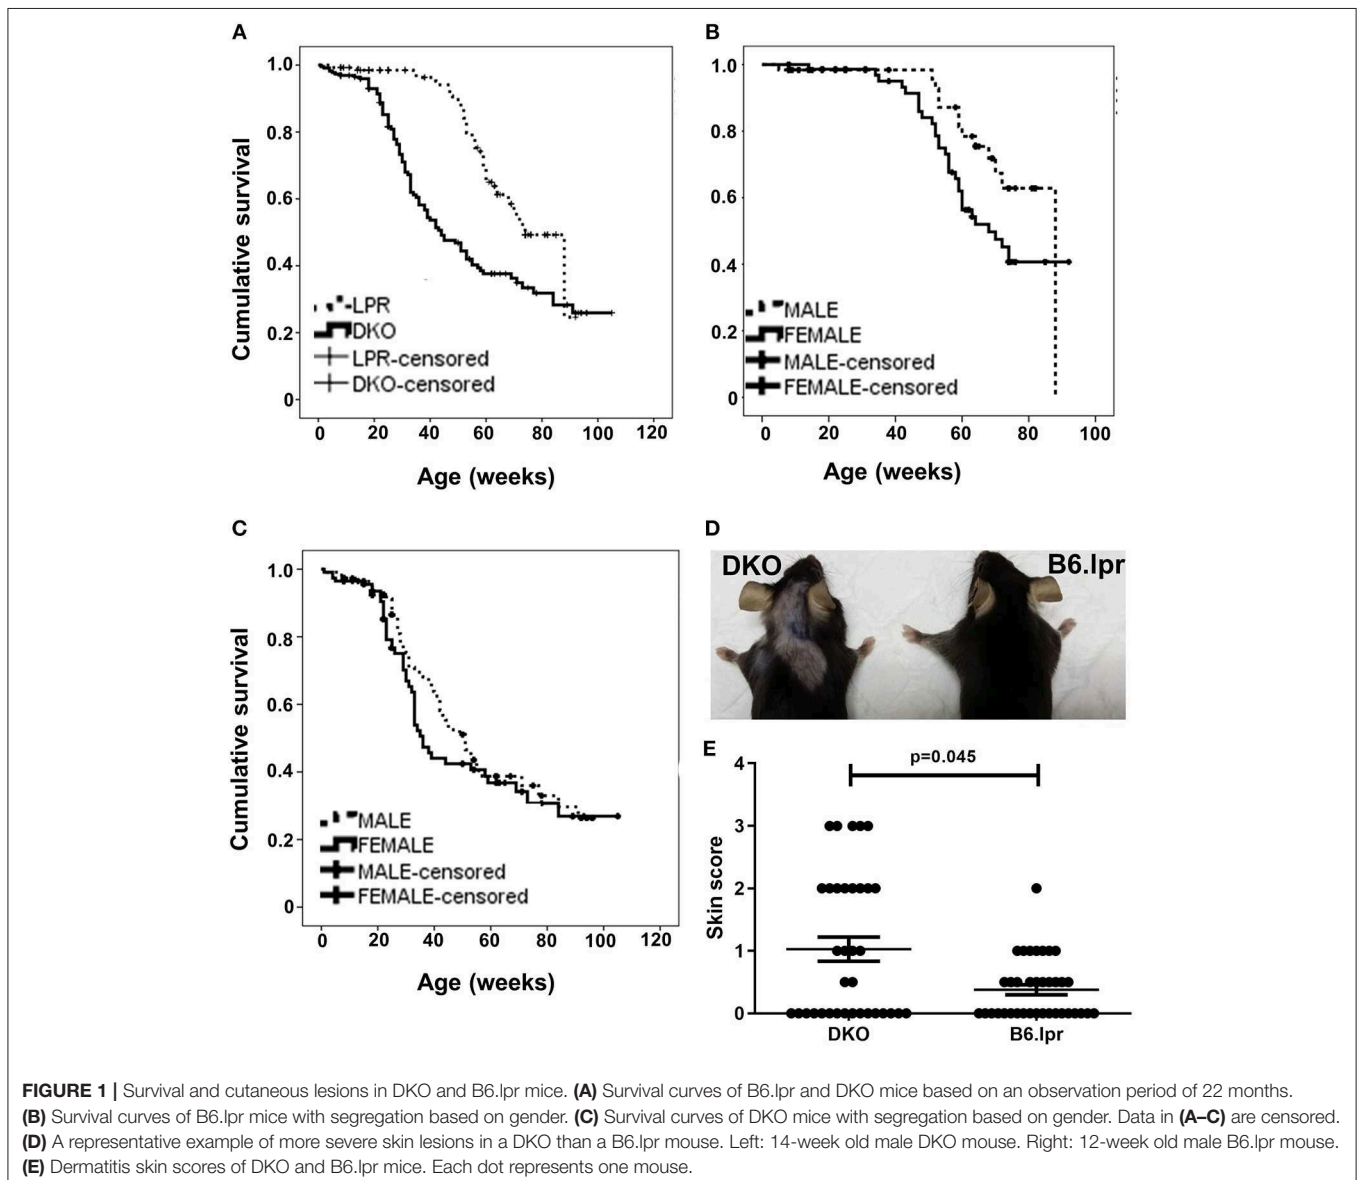 A
1.0
0.8
0.6
0.4
0.2
0
Cumulative survival
LPR
DKO
LPR-censored
DKO-censored
0 20 40 60 80 100 120
Age (weeks)
B
1.0
0.8
0.6
0.4
0.2
0
MALE
FEMALE
MALE-censored
FEMALE-censored
0 20 40 60 80 100
Age (weeks)
C
1.0
0.8
0.6
0.4
0.2
0
Cumulative survival
MALE
FEMALE
MALE-censored
FEMALE-censored
0 20 40 60 80 100 120
Age (weeks)
D
DKO
B6.lpr
E
p=0.045
4
3
2
1
0
Skin score
DKO B6.lpr
FIGURE 1 | Survival and cutaneous lesions in DKO and B6.lpr mice. (A) Survival curves of B6.lpr and DKO mice based on an observation period of 22 months.
(B) Survival curves of B6.lpr mice with segregation based on gender. (C) Survival curves of DKO mice with segregation based on gender. Data in (A–C) are censored.
(D) A representative example of more severe skin lesions in a DKO than a B6.lpr mouse. Left: 14-week old male DKO mouse. Right: 12-week old male B6.lpr mouse.
(E) Dermatitis skin scores of DKO and B6.lpr mice. Each dot represents one mouse.